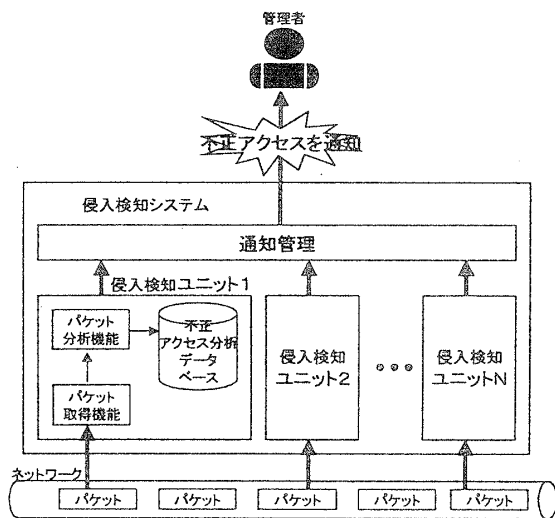 管理者
不正アクセスを通知
侵入検知システム
通知管理
侵入検知ユニット1
パケット
分析機能
不正
アクセス分析
データ
ベース
パケット
取得機能
侵入検知
ユニット2
侵入検知
ユニットN
ネットワーク
パケット
パケット
パケット
パケット
パケット